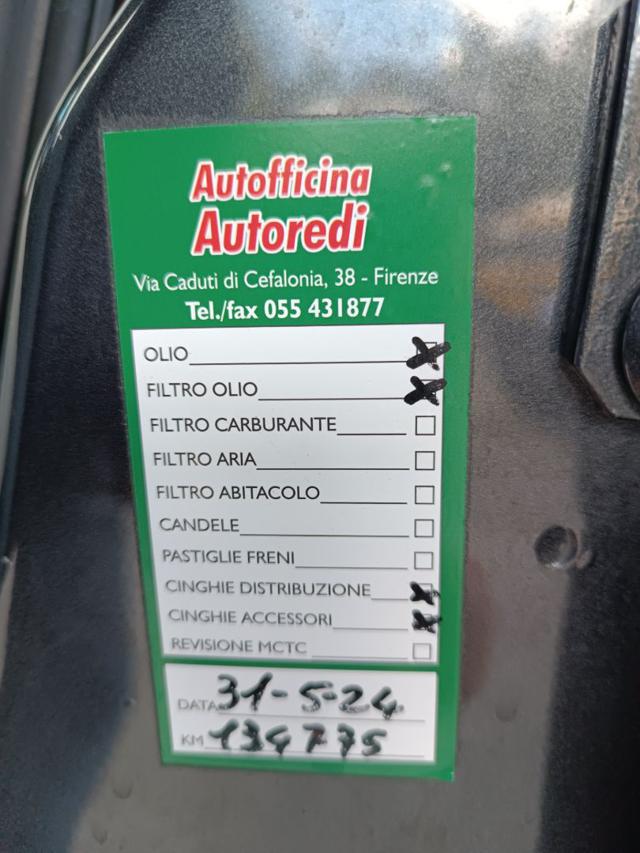 Autofficina
Autoredi
Via Caduti di Cefalonia, 38 - Firenze
Tel./fax 055 431877
OLIO
FILTRO OLIO
FILTRO CARBURANTE
FILTRO ARIA
FILTRO ABITACOLO
CANDELE
PASTIGLIE FRENI
CINGHIE DISTRIBUZIONE
CINGHIE ACCESSORI
REVISIONE MCTC
DATA 31-5-24
KM 134775